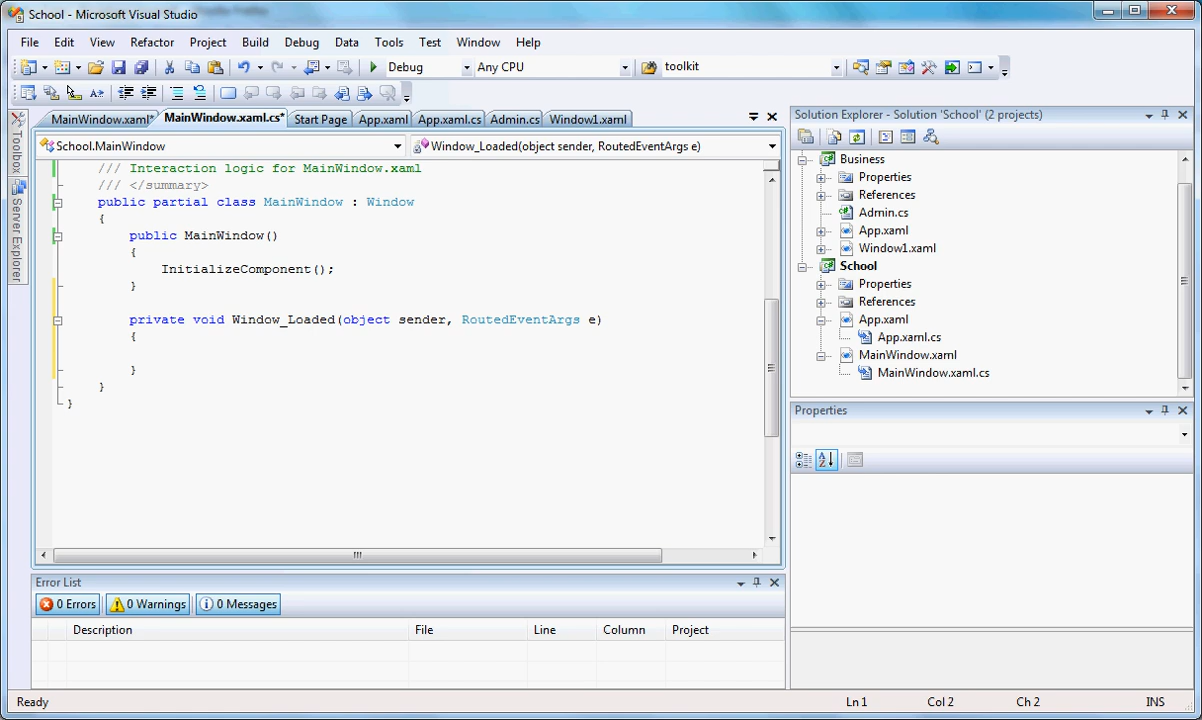 School - Microsoft Visual Studio
File Edit View Refactor Project Build Debug Data Tools Test Window Help
Debug Any CPU toolkit
MainWindow.xaml* MainWindow.xaml.cs* Start Page App.xaml App.xaml.cs Admin.cs Window1.xaml
School.MainWindow Window_Loaded(object sender, RoutedEventArgs e)
/// Interaction logic for MainWindow.xaml
/// </summary>
public partial class MainWindow : Window
{
public MainWindow()
{
InitializeComponent();
}
private void Window_Loaded(object sender, RoutedEventArgs e)
{
}
}
}
Toolbox
Server Explorer
Solution Explorer - Solution 'School' (2 projects)
Business
Properties
References
Admin.cs
App.xaml
Window1.xaml
School
Properties
References
App.xaml
App.xaml.cs
MainWindow.xaml
MainWindow.xaml.cs
Properties
Error List
0 Errors 0 Warnings 0 Messages
Description File Line Column Project
Ready Ln 1 Col 2 Ch 2 INS